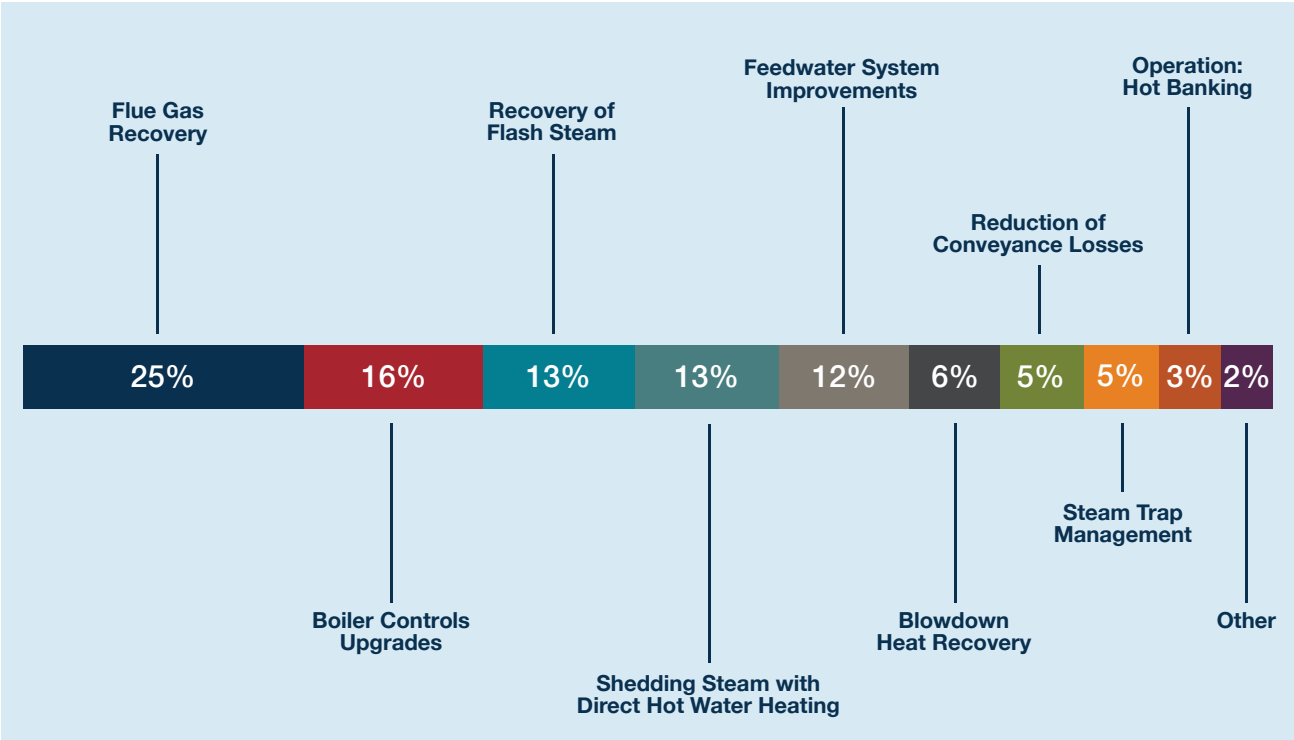 Flue Gas
Recovery
Recovery of
Flash Steam
Feedwater System
Improvements
Operation:
Hot Banking
Reduction of
Conveyance Losses
25%
16%
13%
13%
12%
6%
5%
5%
3%
2%
Boiler Controls
Upgrades
Shedding Steam with
Direct Hot Water Heating
Blowdown
Heat Recovery
Steam Trap
Management
Other